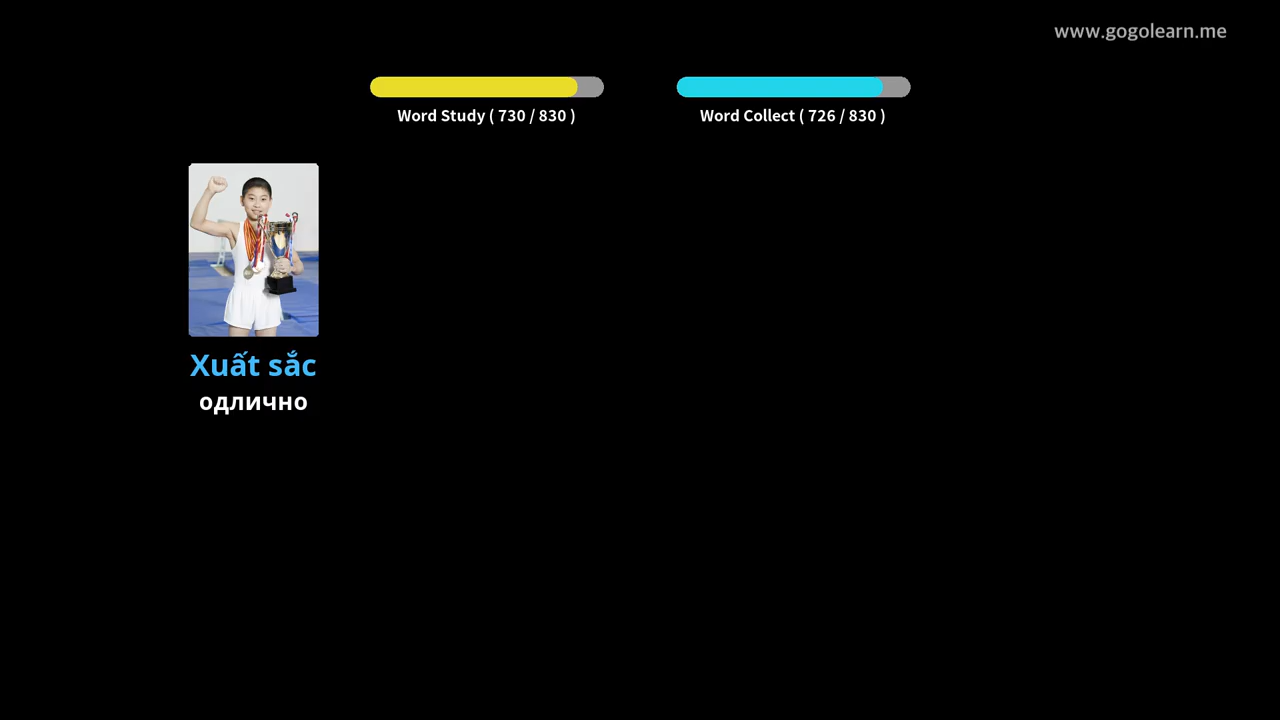 www.gogolearn.me
Word Study ( 730 / 830 )
Word Collect ( 726 / 830 )
Xuất sắc
одлично